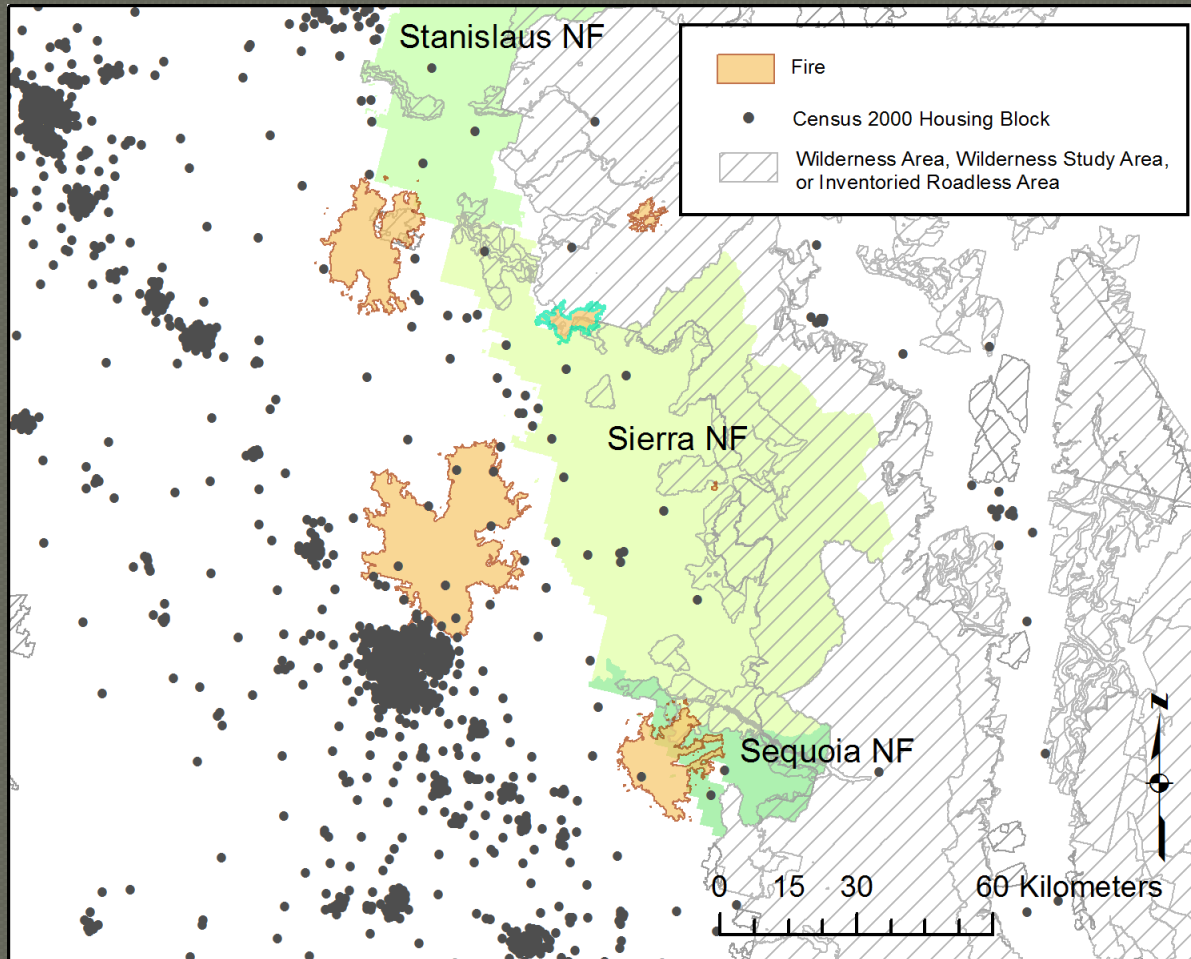 Stanislaus NF
Fire
Census 2000 Housing Block
Wilderness Area, Wilderness Study Area,
or Inventoried Roadless Area
Sierra NF
Sequoia NF
N
0 15 30 60 Kilometers